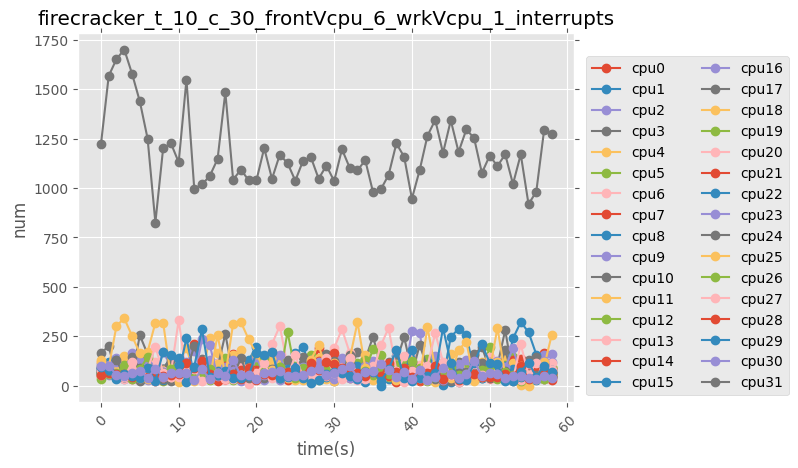 firecracker_t_10_c_30_frontVcpu_6_wrkVcpu_1_interrupts
1750
1500
1250
1000
750
500
250
0
num
0
10
20
30
40
50
60
time(s)
cpu0
cpu1
cpu2
cpu3
cpu4
cpu5
cpu6
cpu7
cpu8
cpu9
cpu10
cpu11
cpu12
cpu13
cpu14
cpu15
cpu16
cpu17
cpu18
cpu19
cpu20
cpu21
cpu22
cpu23
cpu24
cpu25
cpu26
cpu27
cpu28
cpu29
cpu30
cpu31